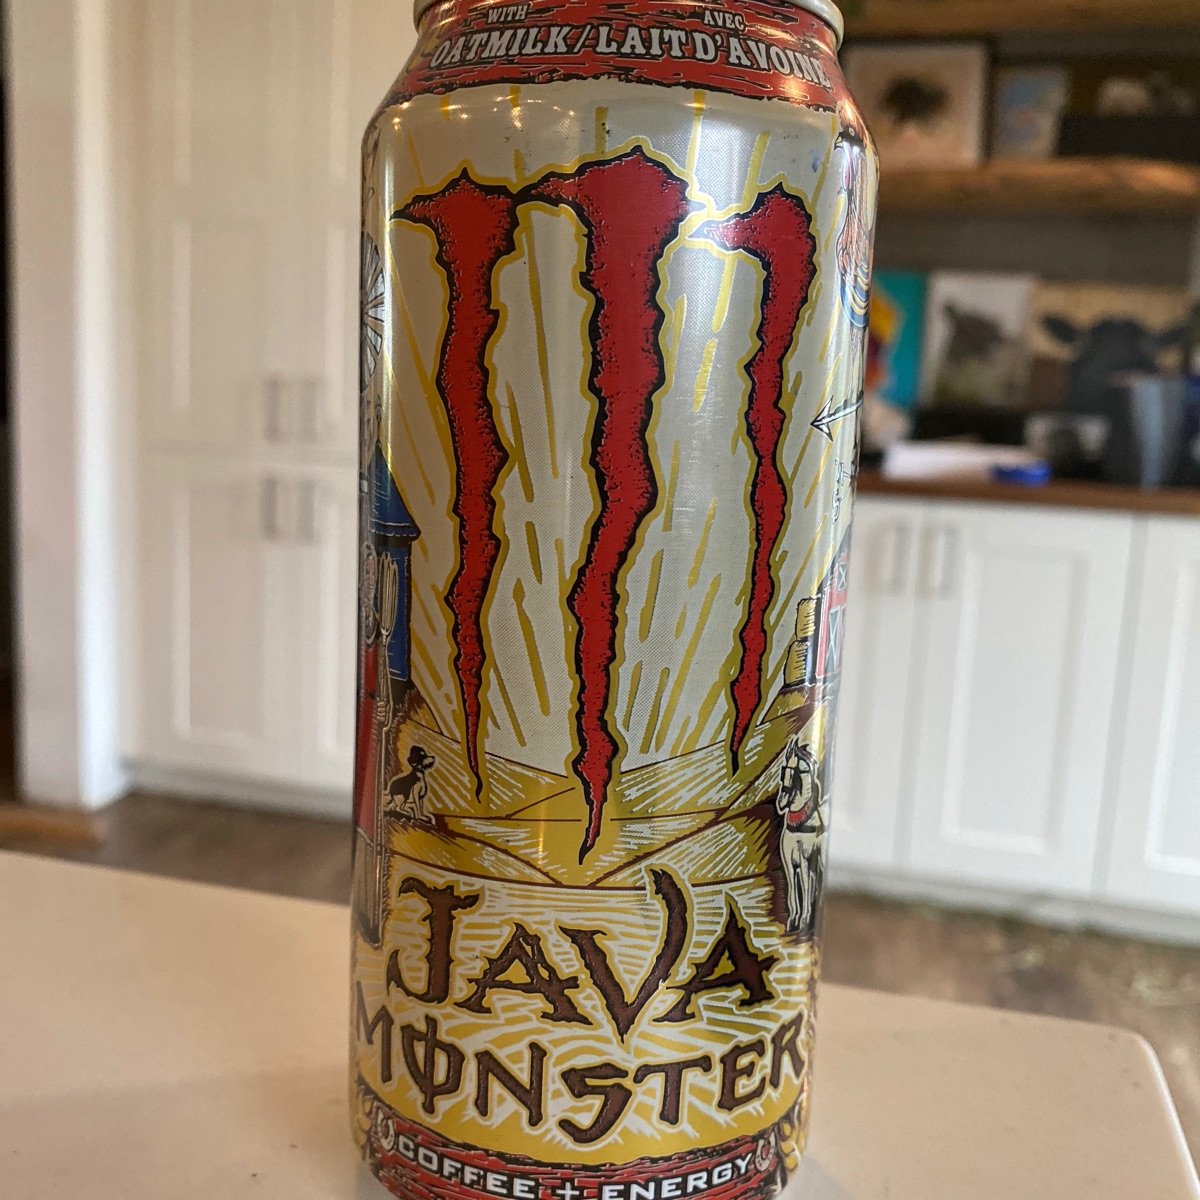 WITH AVEC
OATMILK/LAIT D'AVOINE
JAVA
MONSTER
COFFEE + ENERGY